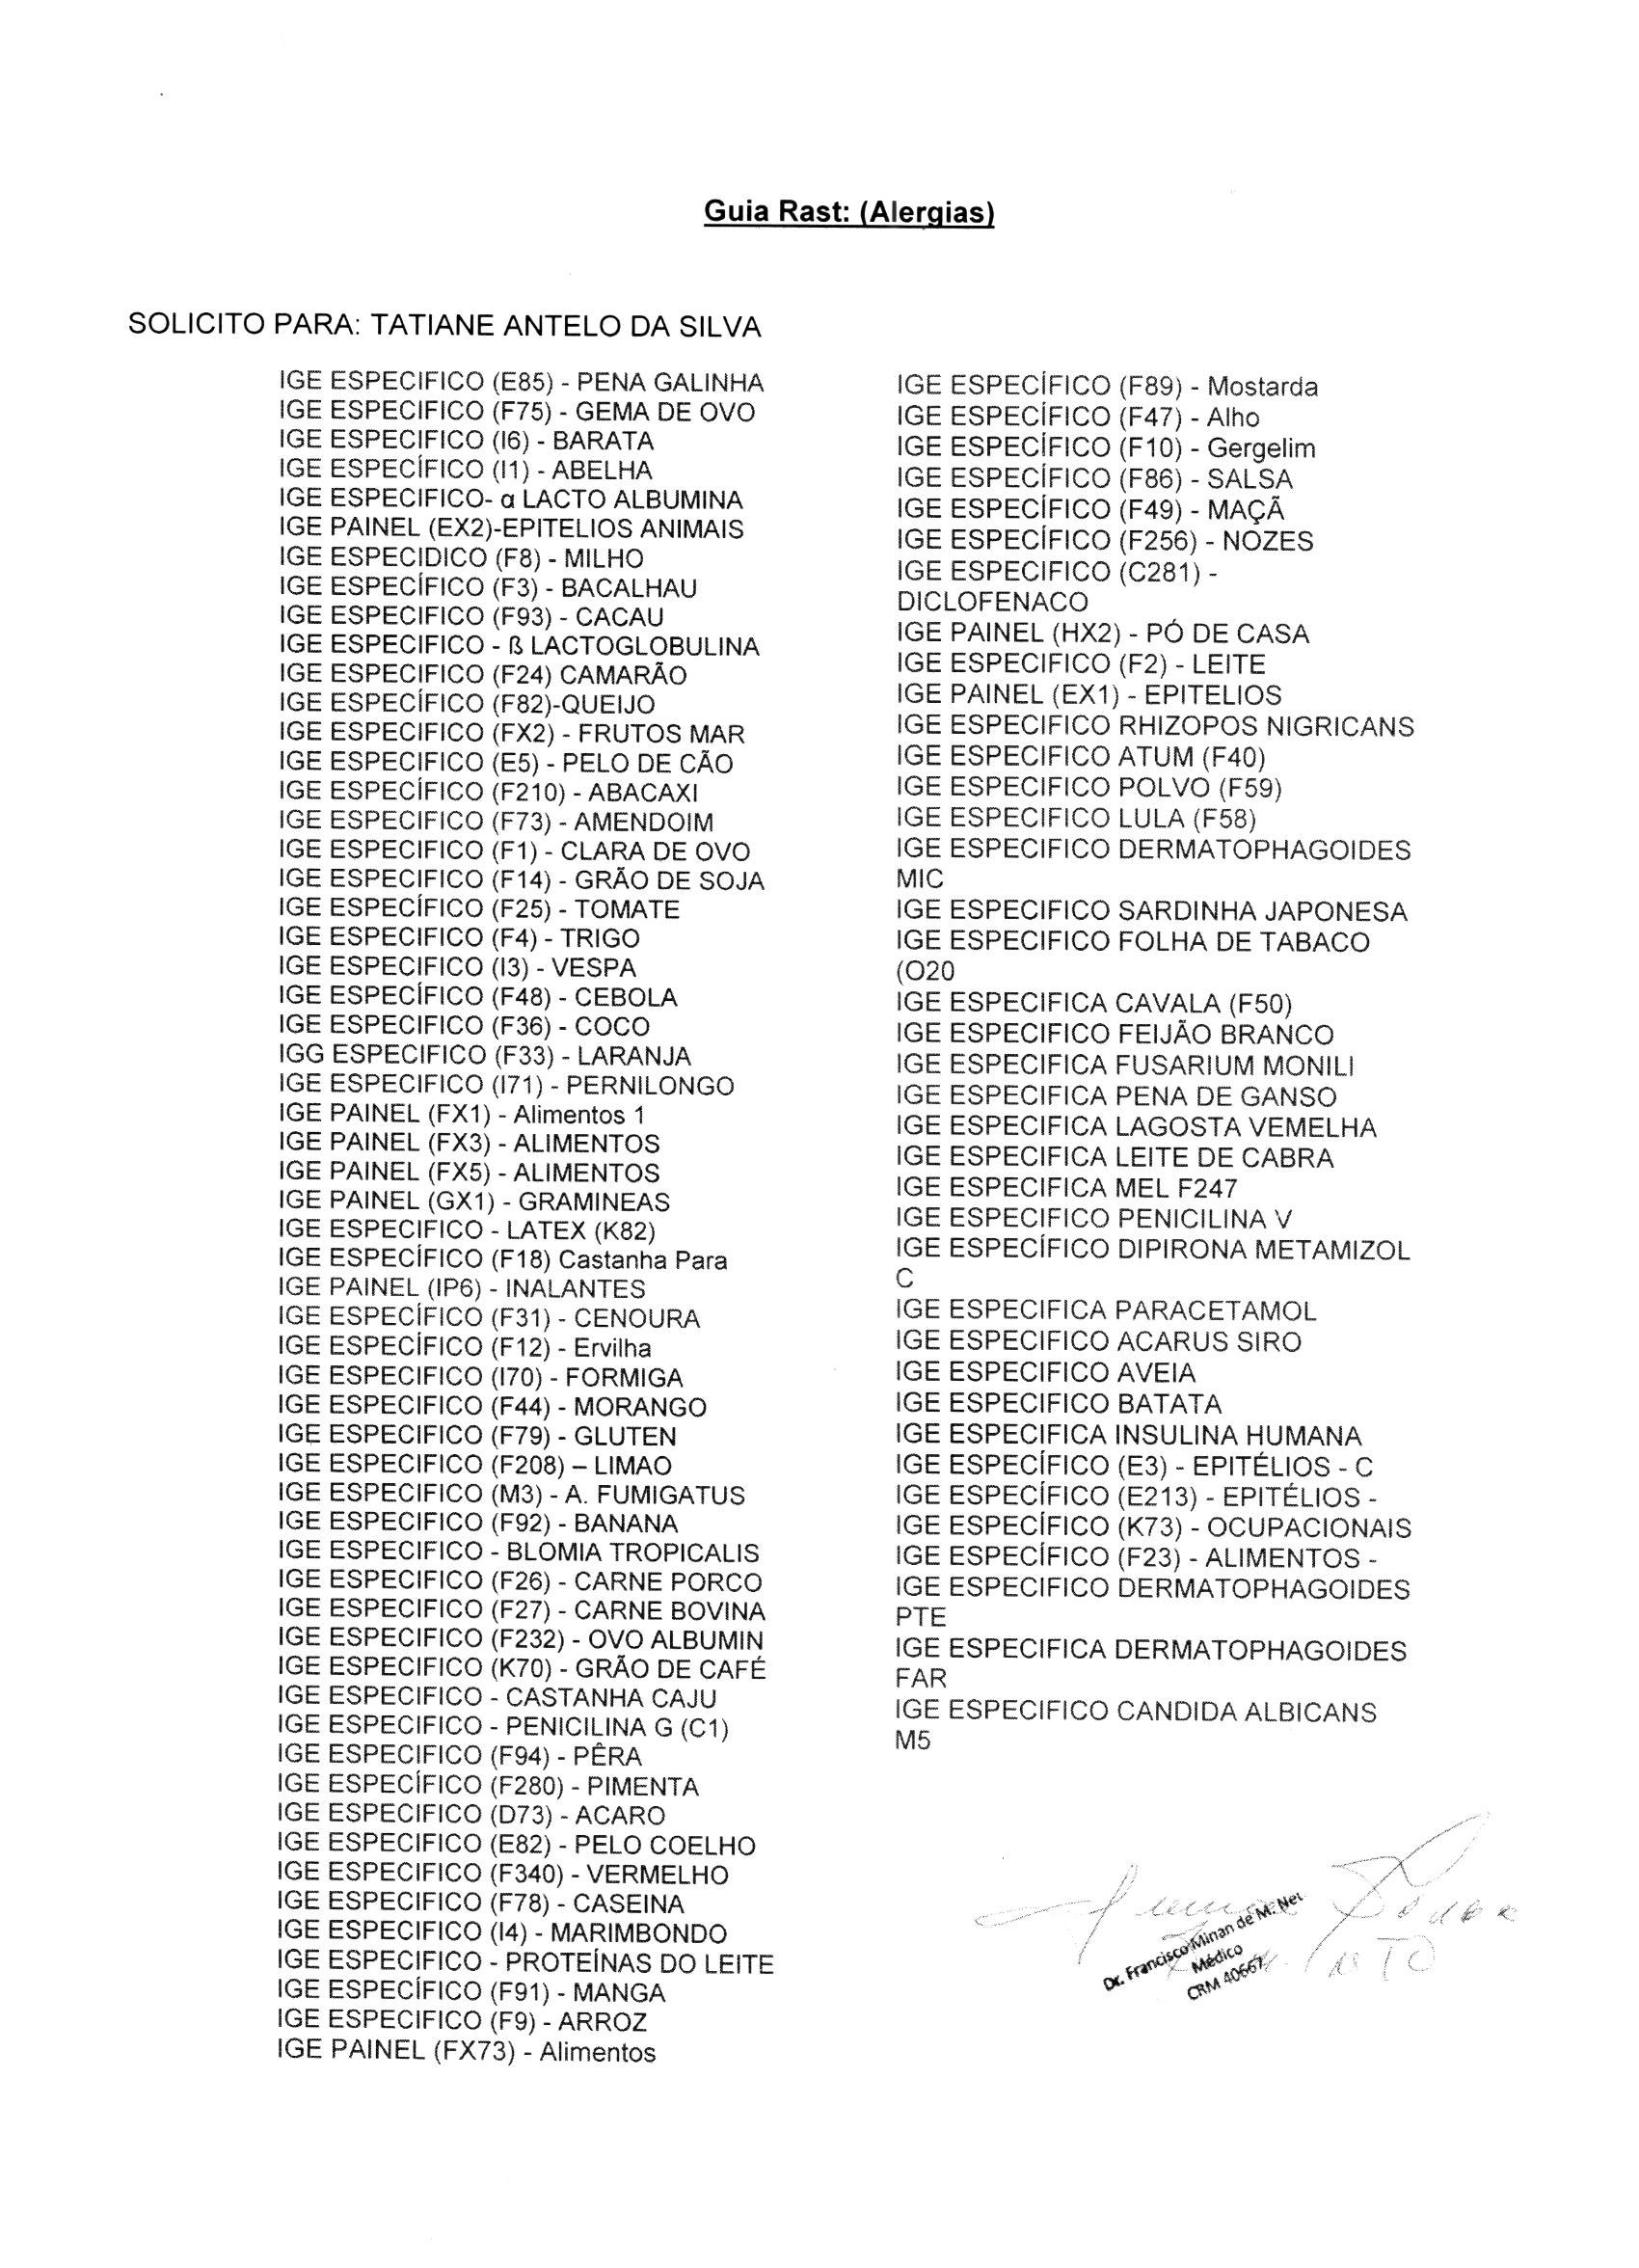 Guia Rast: (Alergias)
SOLICITO PARA: TATIANE ANTELO DA SILVA
IGE ESPECIFICO (E85) - PENA GALINHA
IGE ESPECIFICO (F75) - GEMA DE OVO
IGE ESPECIFICO (I6) - BARATA
IGE ESPECÍFICO (I1) - ABELHA
IGE ESPECIFICO- α LACTO ALBUMINA
IGE PAINEL (EX2)-EPITELIOS ANIMAIS
IGE ESPECIDICO (F8) - MILHO
IGE ESPECÍFICO (F3) - BACALHAU
IGE ESPECIFICO (F93) - CACAU
IGE ESPECIFICO - ß LACTOGLOBULINA
IGE ESPECIFICO (F24) CAMARÃO
IGE ESPECÍFICO (F82)-QUEIJO
IGE ESPECIFICO (FX2) - FRUTOS MAR
IGE ESPECIFICO (E5) - PELO DE CÃO
IGE ESPECÍFICO (F210) - ABACAXI
IGE ESPECIFICO (F73) - AMENDOIM
IGE ESPECIFICO (F1) - CLARA DE OVO
IGE ESPECIFICO (F14) - GRÃO DE SOJA
IGE ESPECÍFICO (F25) - TOMATE
IGE ESPECIFICO (F4) - TRIGO
IGE ESPECIFICO (I3) - VESPA
IGE ESPECÍFICO (F48) - CEBOLA
IGE ESPECIFICO (F36) - COCO
IGG ESPECIFICO (F33) - LARANJA
IGE ESPECIFICO (I71) - PERNILONGO
IGE PAINEL (FX1) - Alimentos 1
IGE PAINEL (FX3) - ALIMENTOS
IGE PAINEL (FX5) - ALIMENTOS
IGE PAINEL (GX1) - GRAMINEAS
IGE ESPECIFICO - LATEX (K82)
IGE ESPECÍFICO (F18) Castanha Para
IGE PAINEL (IP6) - INALANTES
IGE ESPECÍFICO (F31) - CENOURA
IGE ESPECÍFICO (F12) - Ervilha
IGE ESPECIFICO (I70) - FORMIGA
IGE ESPECIFICO (F44) - MORANGO
IGE ESPECIFICO (F79) - GLUTEN
IGE ESPECIFICO (F208) – LIMAO
IGE ESPECIFICO (M3) - A. FUMIGATUS
IGE ESPECIFICO (F92) - BANANA
IGE ESPECIFICO - BLOMIA TROPICALIS
IGE ESPECIFICO (F26) - CARNE PORCO
IGE ESPECIFICO (F27) - CARNE BOVINA
IGE ESPECIFICO (F232) - OVO ALBUMIN
IGE ESPECIFICO (K70) - GRÃO DE CAFÉ
IGE ESPECIFICO - CASTANHA CAJU
IGE ESPECIFICO - PENICILINA G (C1)
IGE ESPECIFICO (F94) - PÊRA
IGE ESPECÍFICO (F280) - PIMENTA
IGE ESPECIFICO (D73) - ACARO
IGE ESPECIFICO (E82) - PELO COELHO
IGE ESPECIFICO (F340) - VERMELHO
IGE ESPECIFICO (F78) - CASEINA
IGE ESPECIFICO (I4) - MARIMBONDO
IGE ESPECIFICO - PROTEÍNAS DO LEITE
IGE ESPECIFICO (F91) - MANGA
IGE ESPECIFICO (F9) - ARROZ
IGE PAINEL (FX73) - Alimentos
IGE ESPECÍFICO (F89) - Mostarda
IGE ESPECÍFICO (F47) - Alho
IGE ESPECÍFICO (F10) - Gergelim
IGE ESPECÍFICO (F86) - SALSA
IGE ESPECÍFICO (F49) - MAÇÃ
IGE ESPECÍFICO (F256) - NOZES
IGE ESPECIFICO (C281) -
DICLOFENACO
IGE PAINEL (HX2) - PÓ DE CASA
IGE ESPECIFICO (F2) - LEITE
IGE PAINEL (EX1) - EPITELIOS
IGE ESPECIFICO RHIZOPOS NIGRICANS
IGE ESPECIFICO ATUM (F40)
IGE ESPECIFICO POLVO (F59)
IGE ESPECIFICO LULA (F58)
IGE ESPECIFICO DERMATOPHAGOIDES
MIC
IGE ESPECIFICO SARDINHA JAPONESA
IGE ESPECIFICO FOLHA DE TABACO
(O20
IGE ESPECIFICA CAVALA (F50)
IGE ESPECIFICO FEIJÃO BRANCO
IGE ESPECIFICA FUSARIUM MONILI
IGE ESPECIFICA PENA DE GANSO
IGE ESPECIFICA LAGOSTA VEMELHA
IGE ESPECIFICA LEITE DE CABRA
IGE ESPECIFICA MEL F247
IGE ESPECIFICO PENICILINA V
IGE ESPECÍFICO DIPIRONA METAMIZOL
C
IGE ESPECIFICA PARACETAMOL
IGE ESPECIFICO ACARUS SIRO
IGE ESPECIFICO AVEIA
IGE ESPECIFICO BATATA
IGE ESPECIFICA INSULINA HUMANA
IGE ESPECÍFICO (E3) - EPITÉLIOS - C
IGE ESPECÍFICO (E213) - EPITÉLIOS -
IGE ESPECÍFICO (K73) - OCUPACIONAIS
IGE ESPECÍFICO (F23) - ALIMENTOS -
IGE ESPECIFICO DERMATOPHAGOIDES
PTE
IGE ESPECIFICA DERMATOPHAGOIDES
FAR
IGE ESPECIFICO CANDIDA ALBICANS
M5
Dr. Francisco Minan de M. Net
Médico
CRM 40667